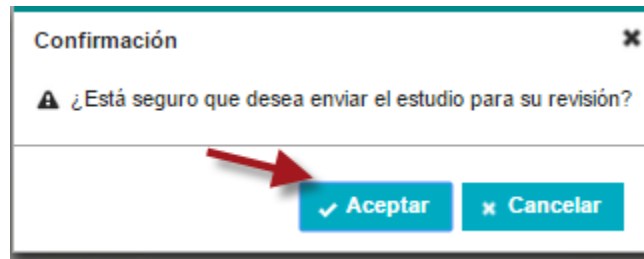 Confirmación
¿Está seguro que desea enviar el estudio para su revisión?
Aceptar
Cancelar